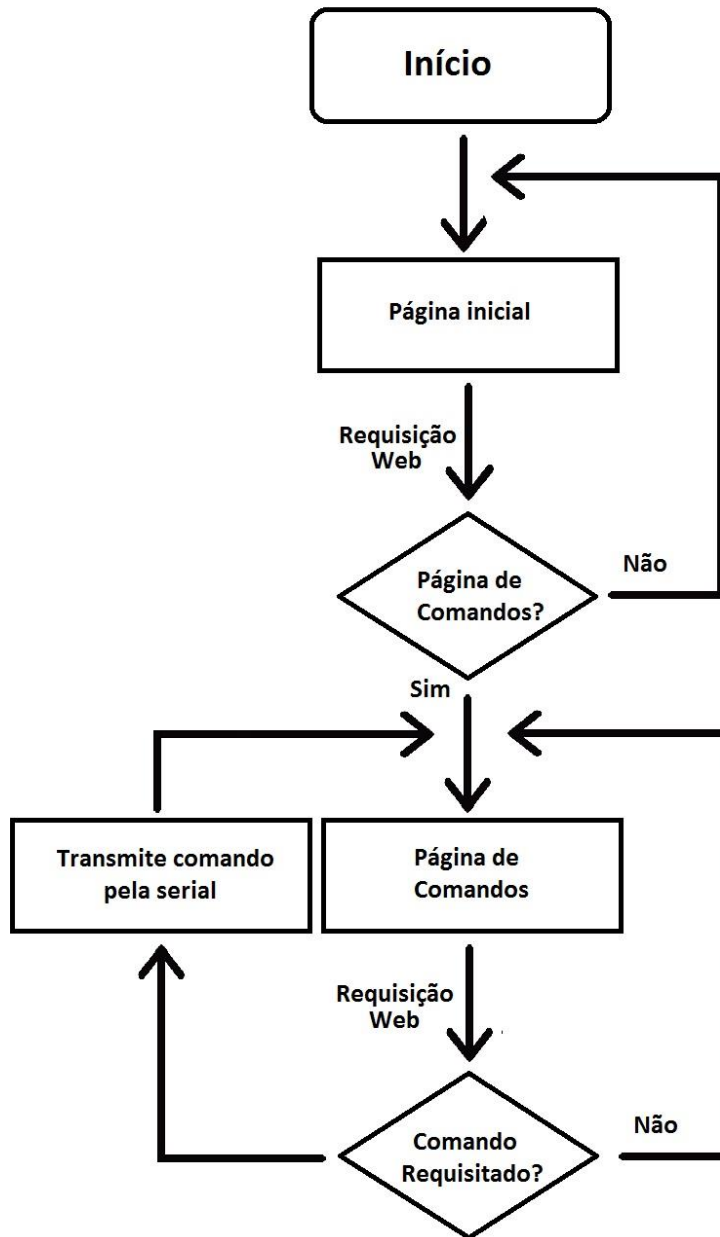 Início
Página inicial
Requisição
Web
Página de
Comandos?
Não
Sim
Transmite comando
pela serial
Página de
Comandos
Requisição
Web
Comando
Requisitado?
Não